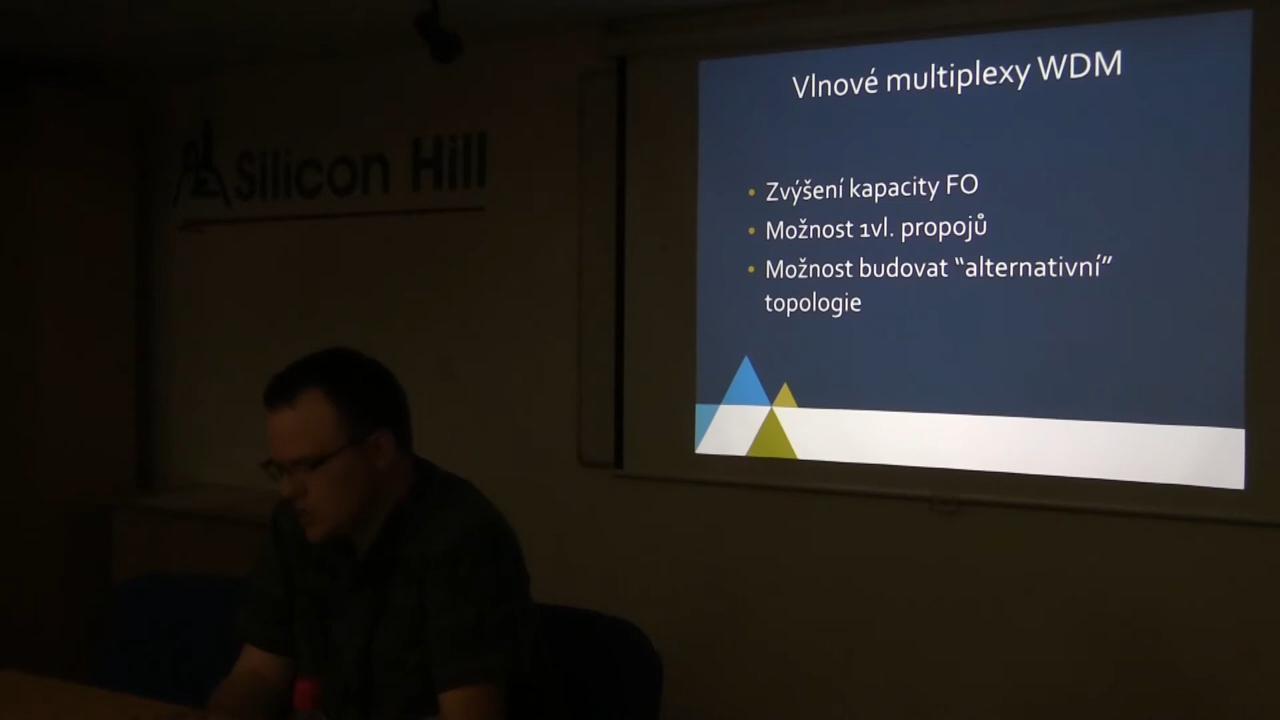 Silicon Hill
Vlnové multiplexy WDM
• Zvýšení kapacity FO
• Možnost 1vl. propojů
• Možnost budovat “alternativní”
topologie